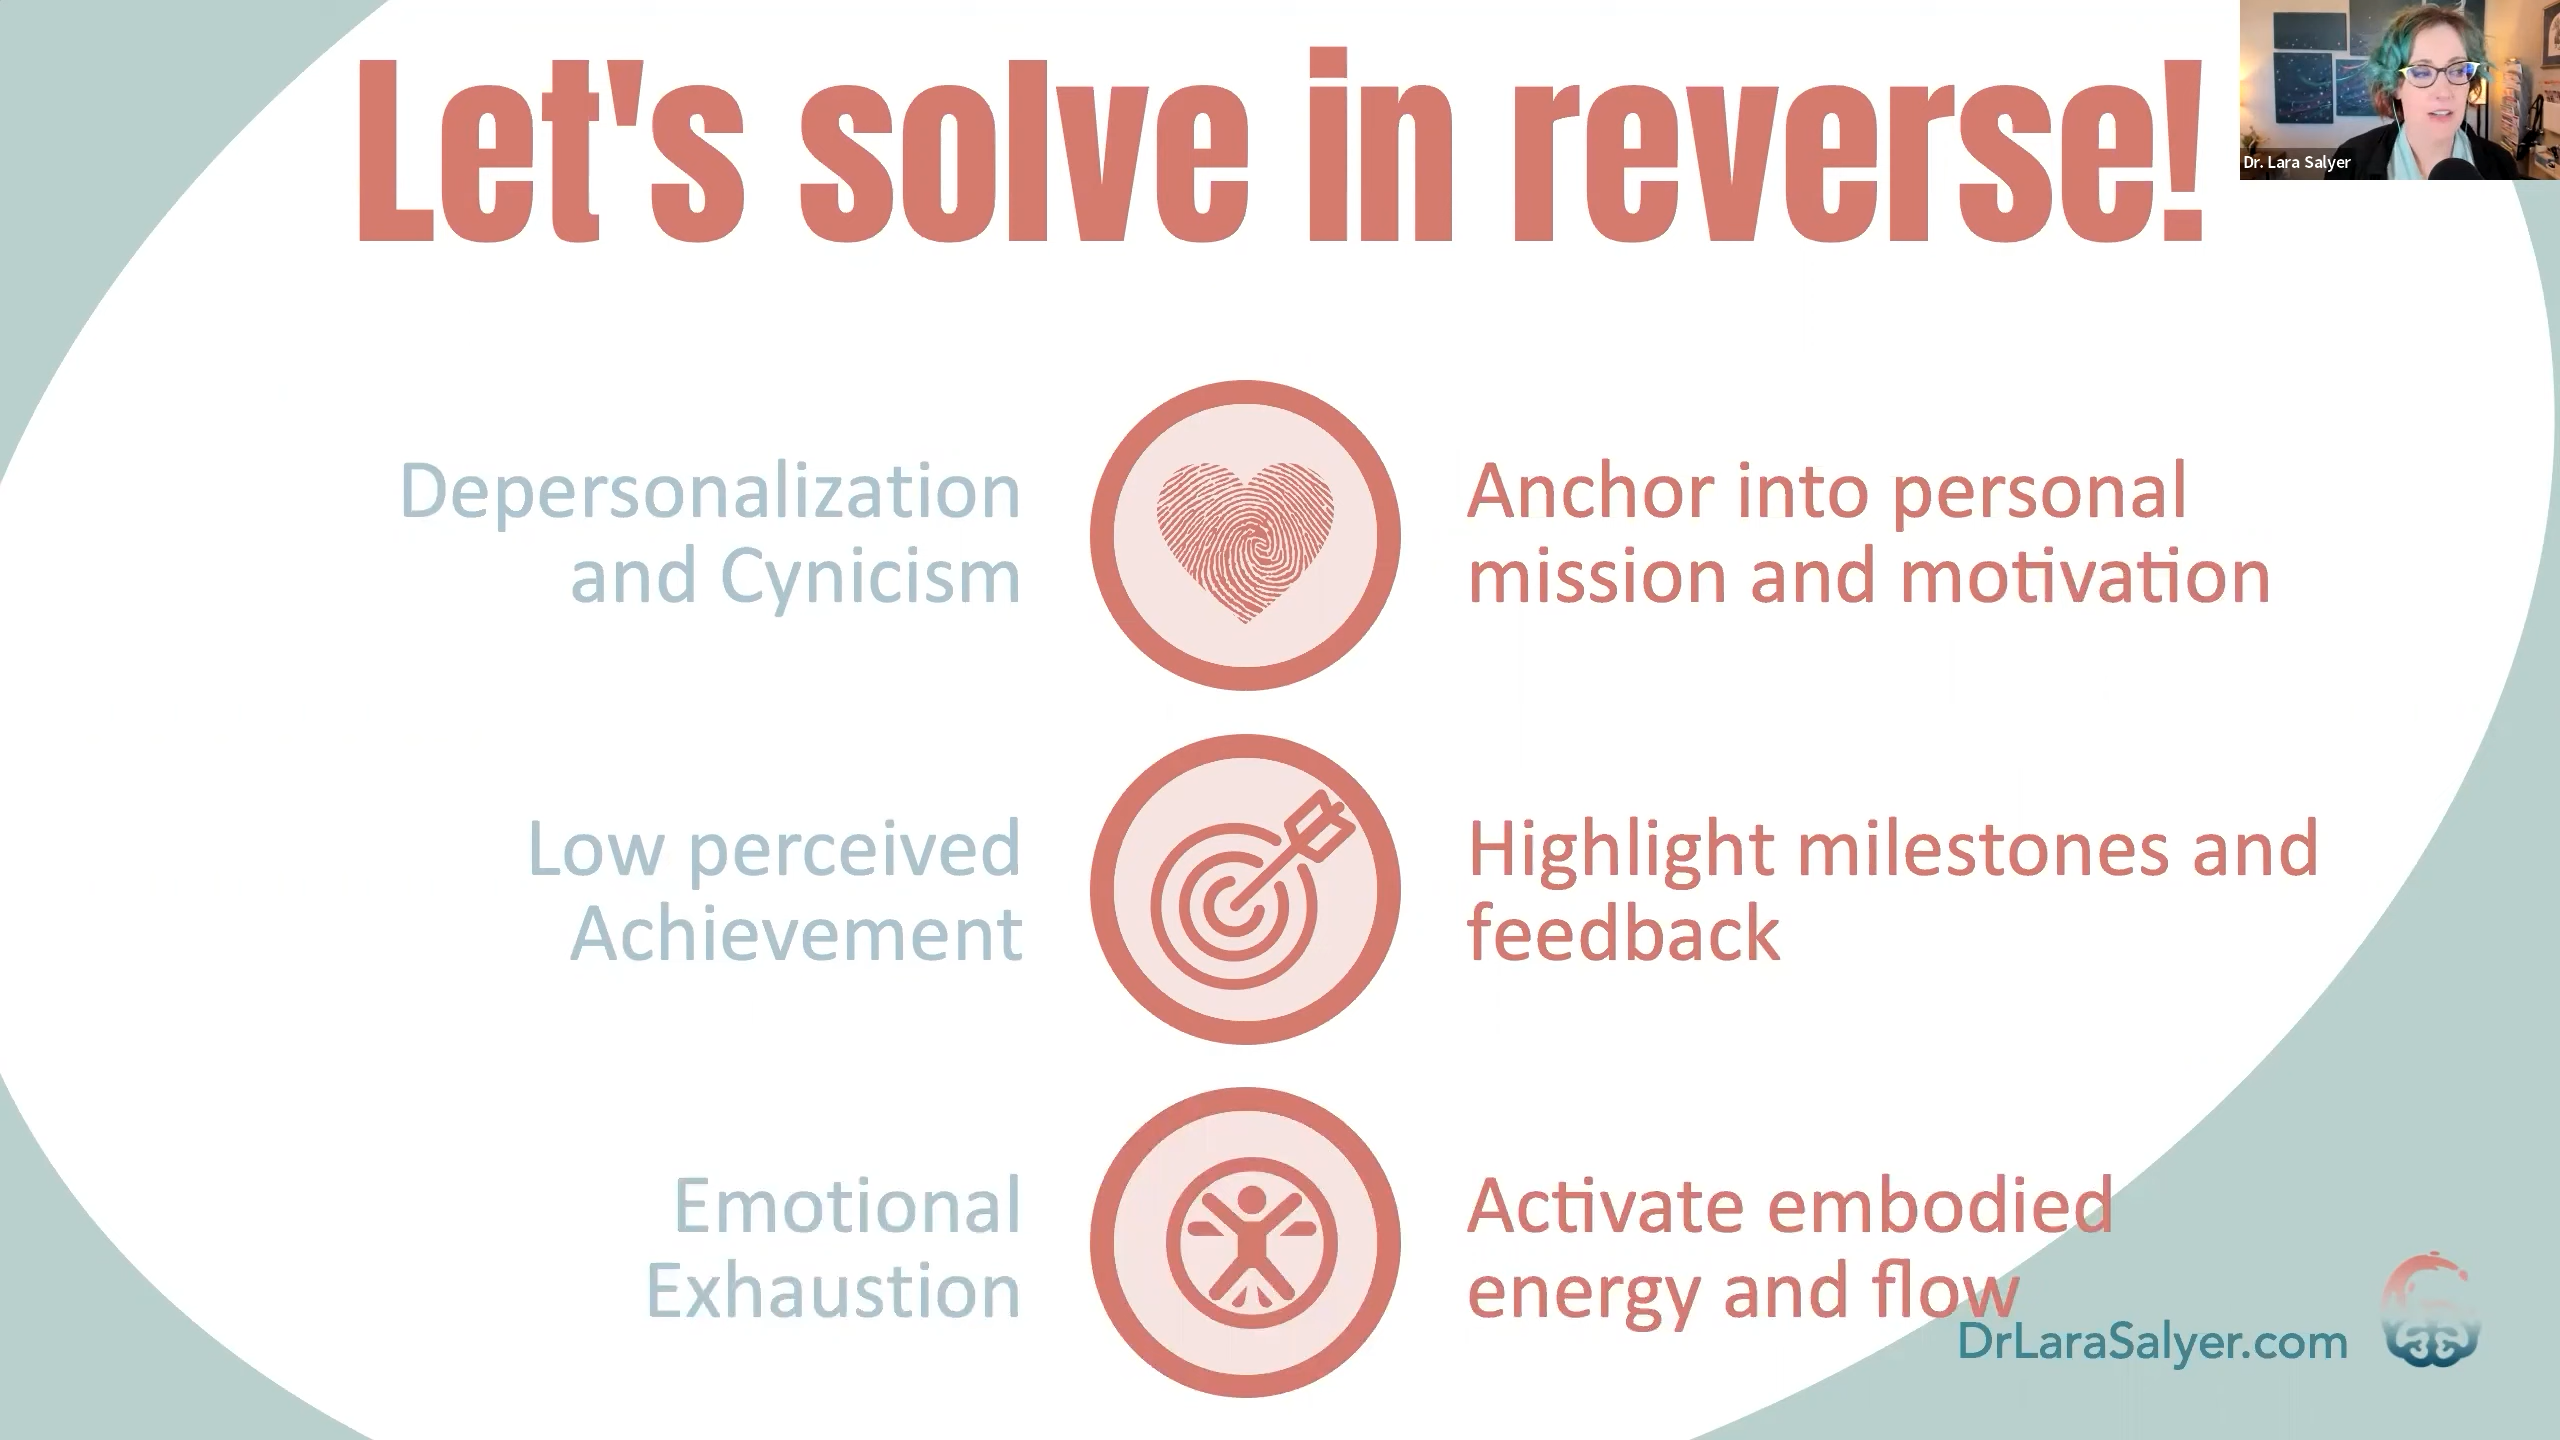 Let's solve in reverse!
Dr. Lara Salyer
Depersonalization
and Cynicism
Anchor into personal
mission and motivation
Low perceived
Achievement
Highlight milestones and
feedback
Emotional
Exhaustion
Activate embodied
energy and flow
DrLaraSalyer.com